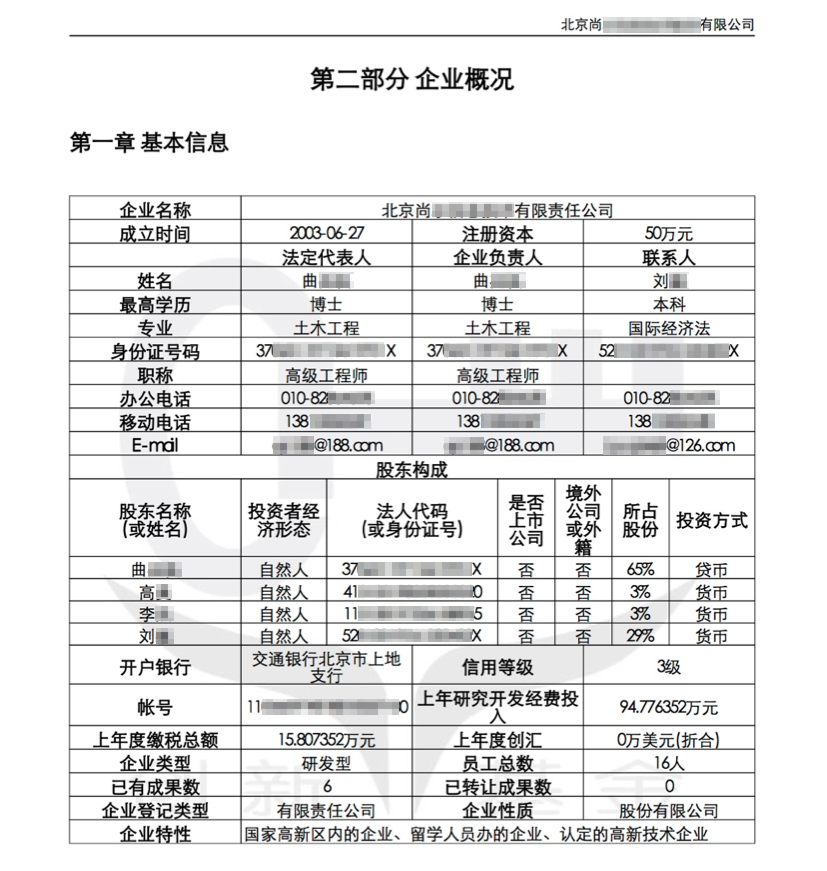 北京尚 有限公司
第二部分 企业概况
第一章 基本信息
企业名称 北京尚 有限责任公司
成立时间 2003-06-27 注册资本 50万元
法定代表人 企业负责人 联系人
姓名 曲 曲 刘
最高学历 博士 博士 本科
专业 土木工程 土木工程 国际经济法
身份证号码 37 X 37 X 52 X
职称 高级工程师 高级工程师
办公电话 010-82 010-82 010-82
移动电话 138 138 138
E-mail @188.com @188.com @126.com
股东构成
股东名称
(或姓名)
投资者经
济形态
法人代码
(或身份证号)
是否
上市
公司
境外
公司
或外
籍
所占
股份
投资方式
曲 自然人 37 X 否 否 65% 货币
高 自然人 41 0 否 否 3% 货币
李 自然人 11 5 否 否 3% 货币
刘 自然人 52 X 否 否 29% 货币
开户银行 交通银行北京市上地
支行
信用等级 3级
帐号 11 0 上年研究开发经费投
入
94.776352万元
上年度缴税总额 15.807352万元 上年度创汇 0万美元(折合)
企业类型 研发型 员工总数 16人
已有成果数 6 已转让成果数 0
企业登记类型 有限责任公司 企业性质 股份有限公司
企业特性 国家高新区内的企业、留学人员办的企业、认定的高新技术企业